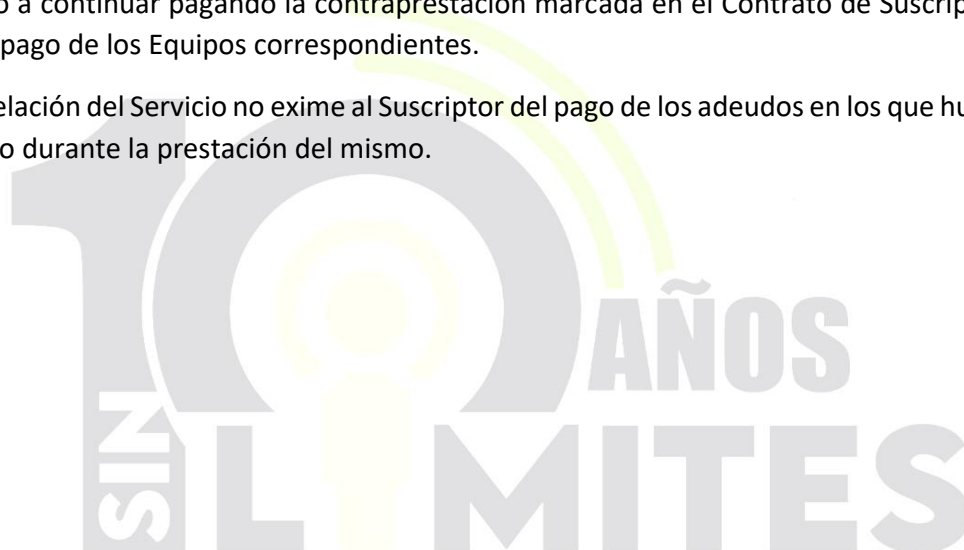 o a continuar pagando la contraprestación marcada en el Contrato de Suscrip
pago de los Equipos correspondientes.
elación del Servicio no exime al Suscriptor del pago de los adeudos en los que hu
o durante la prestación del mismo.
10
AÑOS
SIN
LÍMITES